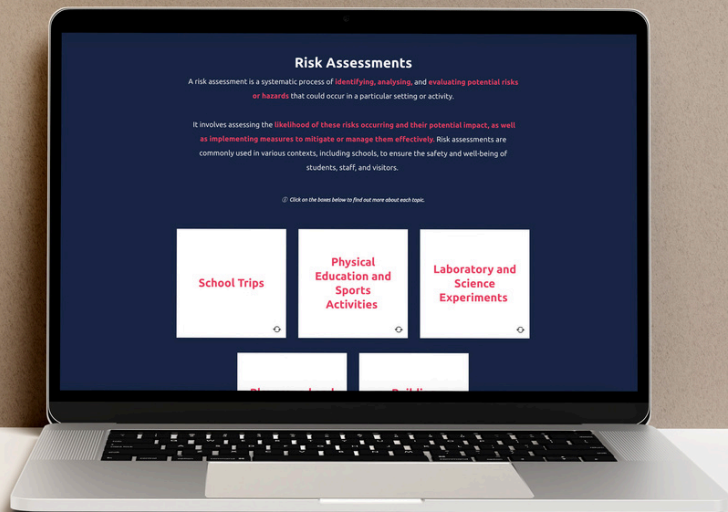 Risk Assessments
A risk assessment is a systematic process of identifying, analysing, and evaluating potential risks
or hazards that could occur in a particular setting or activity.
It involves assessing the likelihood of these risks occurring and their potential impact, as well
as implementing measures to mitigate or manage them effectively. Risk assessments are
commonly used in various contexts, including schools, to ensure the safety and well-being of
students, staff, and visitors.
Click on the boxes below to find out more about each topic.
School Trips
Physical
Education and
Sports
Activities
Laboratory and
Science
Experiments